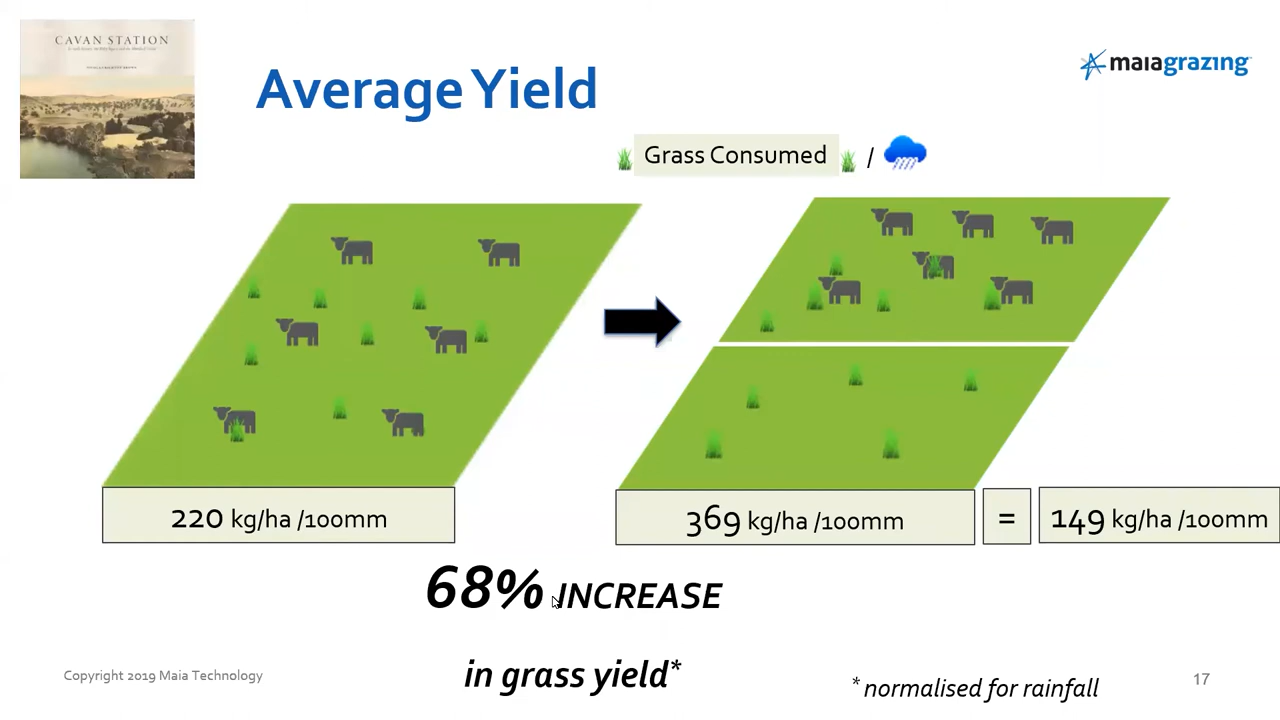 CAVAN STATION
Average Yield
maiagrazing
Grass Consumed /
220 kg/ha /100mm
369 kg/ha /100mm = 149 kg/ha /100mm
68% INCREASE
in grass yield*
Copyright 2019 Maia Technology
* normalised for rainfall
17